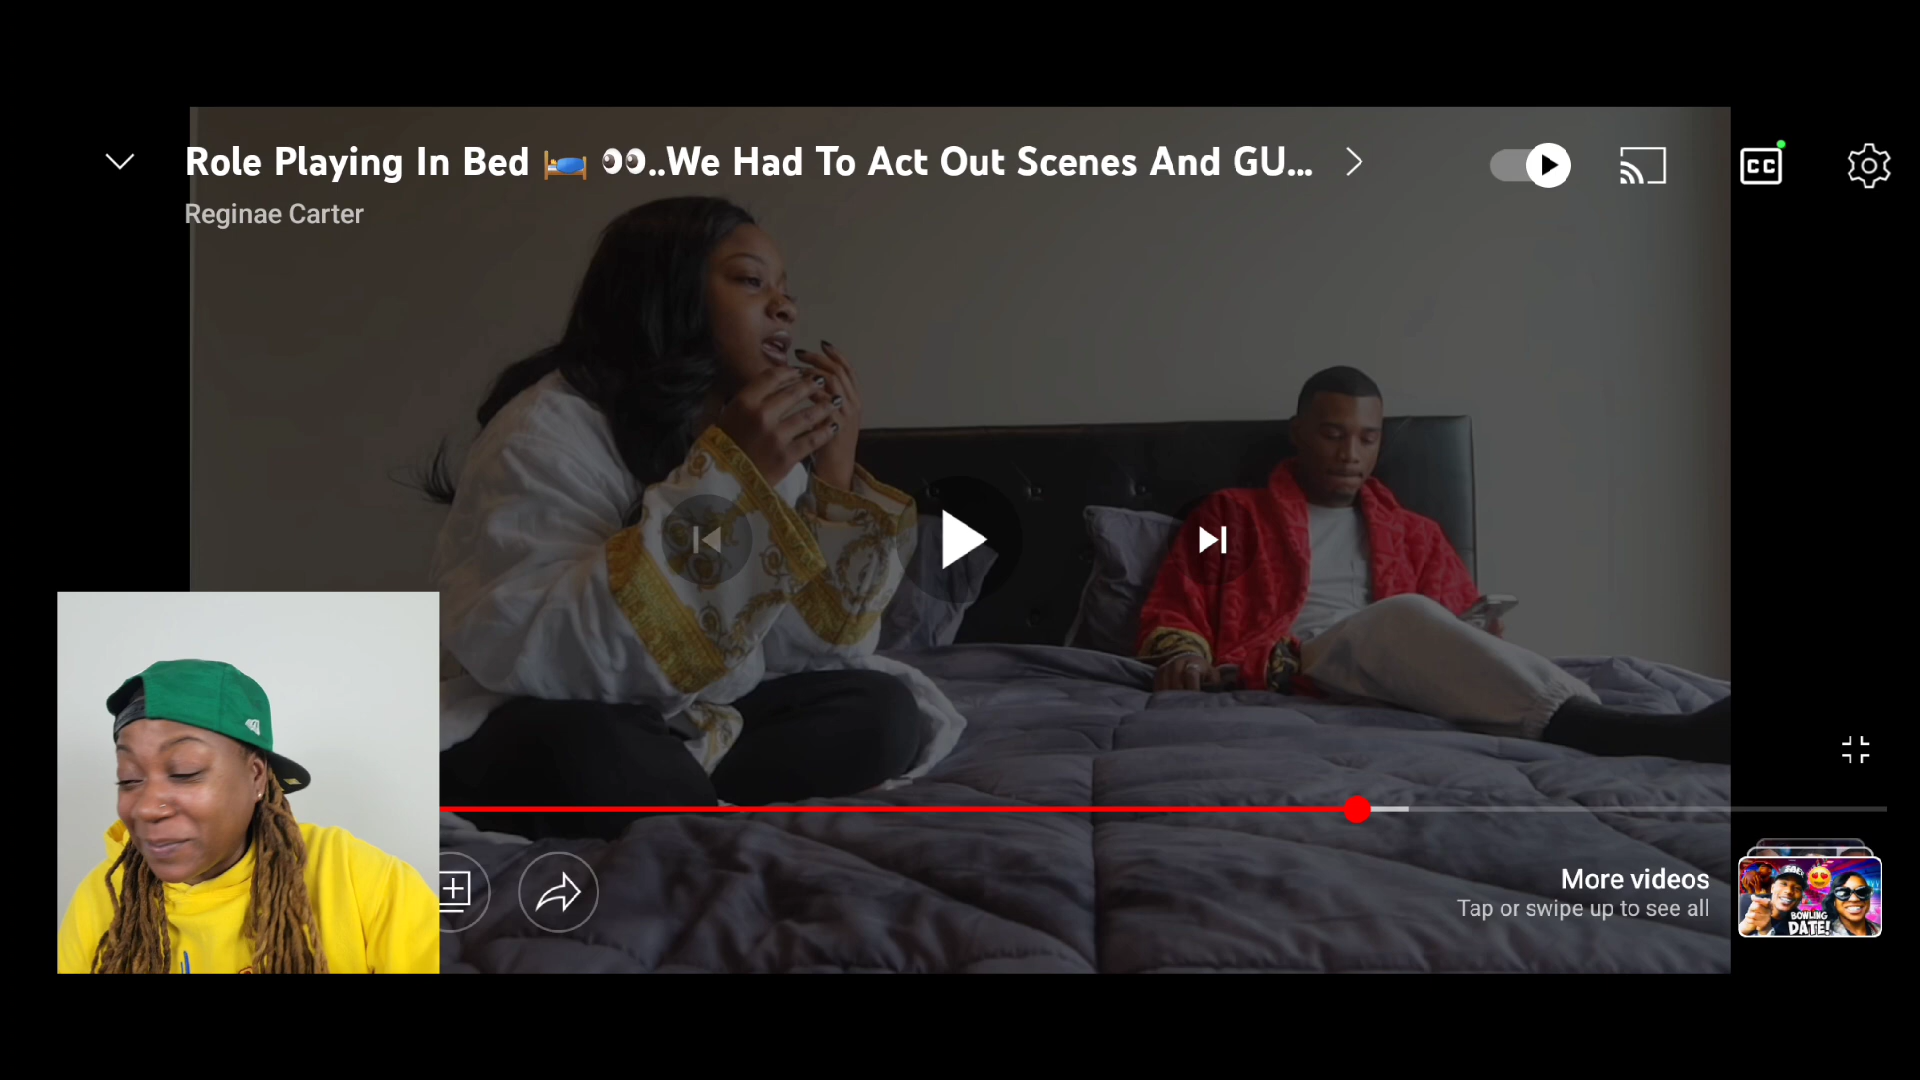 Role Playing In Bed 🛏️ 👀..We Had To Act Out Scenes And GU...
Reginae Carter
CC
More videos
Tap or swipe up to see all
BOWLING
DATE!